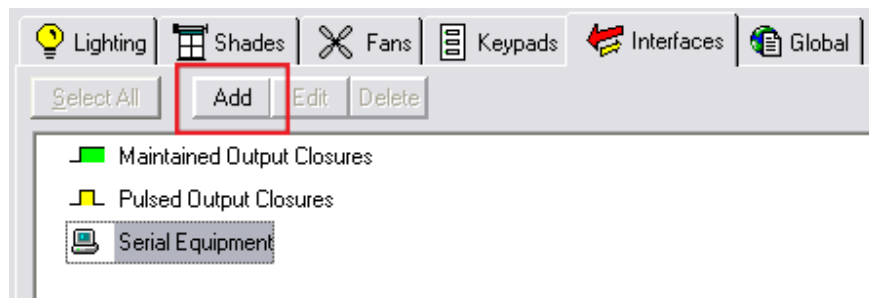 Lighting Shades Fans Keypads Interfaces Global
Select All Add Edit Delete
Maintained Output Closures
Pulsed Output Closures
Serial Equipment